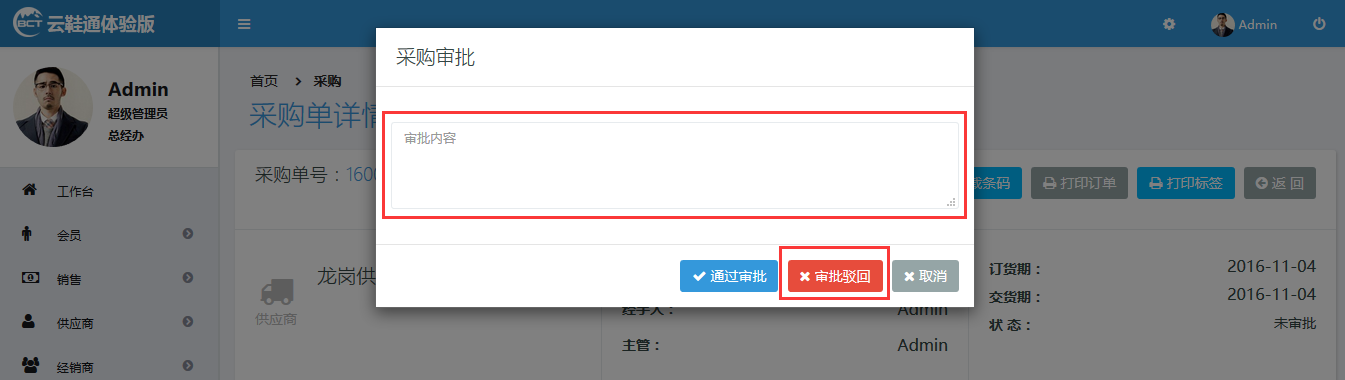 BCT 云鞋通体验版
Admin
Admin
超级管理员
总经办
工作台
会员
销售
供应商
经销商
首页 > 采购
采购单详情
采购单号：160
条码
打印订单
打印标签
返 回
采购审批
审批内容
通过审批
审批驳回
取消
龙岗供
供应商
经手人：
Admin
主管：
Admin
订货期：
2016-11-04
交货期：
2016-11-04
状 态：
未审批